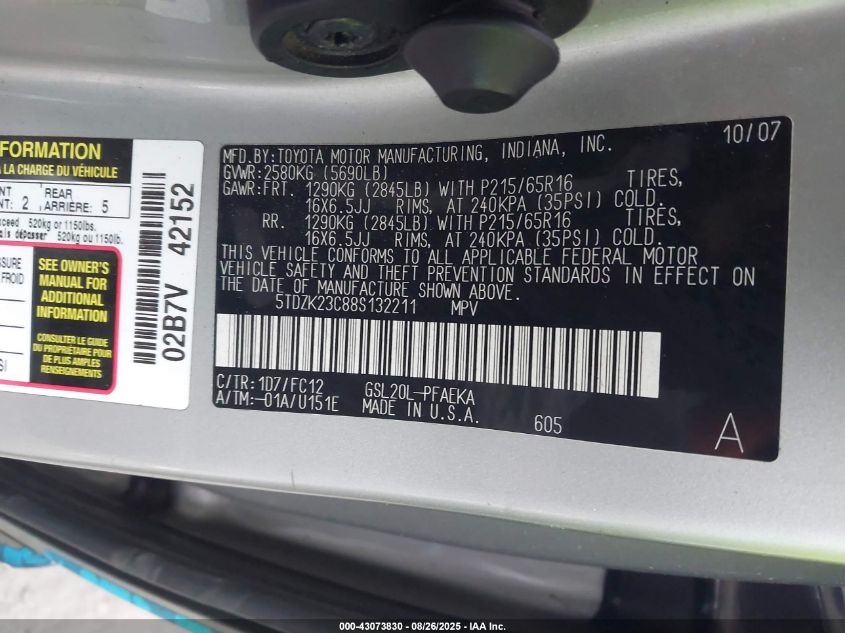 FORMATION
À LA CHARGE DU VÉHICULE
2
REAR
ARRIÈRE: 5
520kg or 1150lbs.
dépasser 520kg ou 1150lb.
FROID
SEE OWNER'S
MANUAL FOR
ADDITIONAL
INFORMATION
CONSULTER LE GUIDE
DU PROPRIETAIRE POUR
PLUS DE
RENSEIGNEMENTS
02B7V 42152
10/07
MFD.BY:TOYOTA MOTOR MANUFACTURING, INDIANA, INC.
GVWR:2580KG (5690LB)
GAWR:FRT. 1290KG (2845LB) WITH P215/65R16 TIRES,
16X6.5JJ RIMS, AT 240KPA (35PSI) COLD.
RR. 1290KG (2845LB) WITH P215/65R16 TIRES,
16X6.5JJ RIMS, AT 240KPA (35PSI) COLD.
THIS VEHICLE CONFORMS TO ALL APPLICABLE FEDERAL MOTOR
VEHICLE SAFETY AND THEFT PREVENTION STANDARDS IN EFFECT ON
THE DATE OF MANUFACTURE SHOWN ABOVE.
5TDZK23C88S132211 MPV
C/TR:1D7/FC12 GSL20L-PFAEKA
A/TM:-01A/U151E MADE IN U.S.A.
605
A
000-43073830 - 08/26/2025 - IAA Inc.